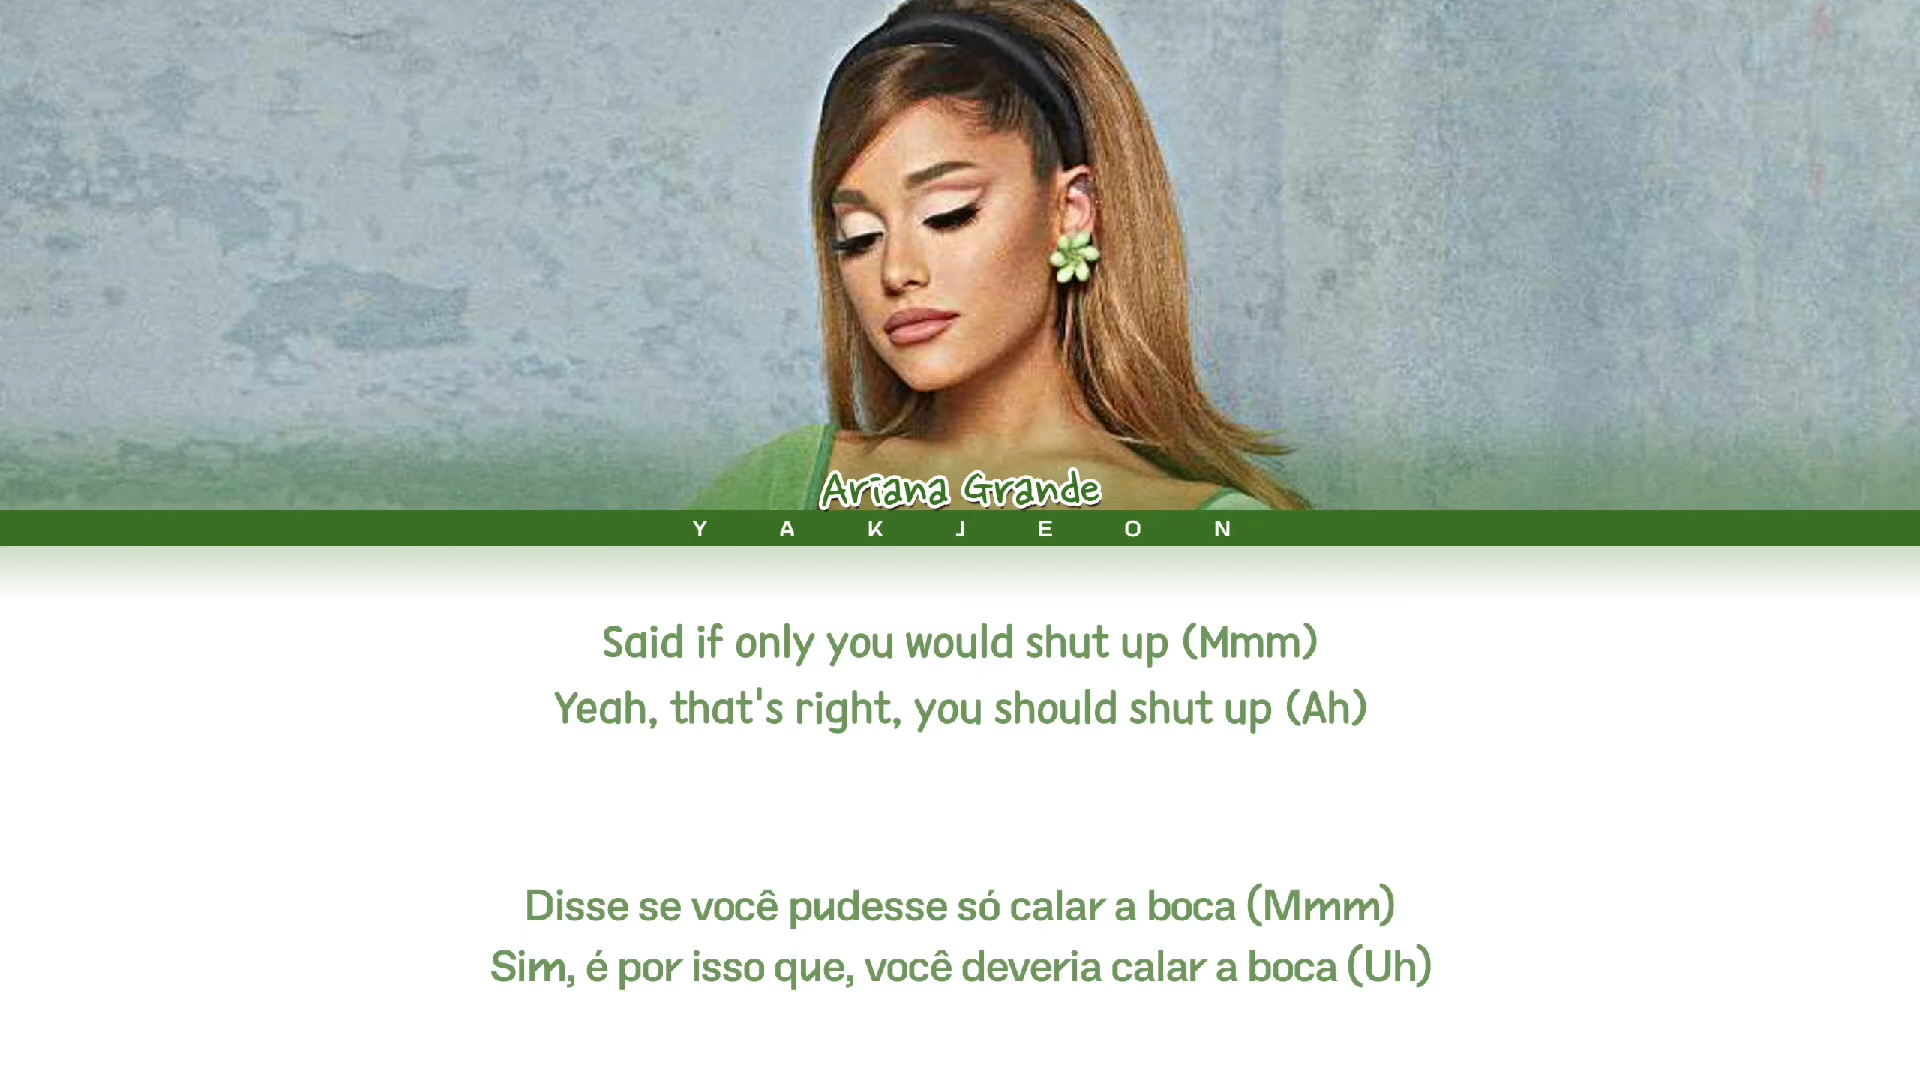 Ariana Grande
YAKJEON
Said if only you would shut up (Mmm)
Yeah, that's right, you should shut up (Ah)
Disse se você pudesse só calar a boca (Mmm)
Sim, é por isso que, você deveria calar a boca (Uh)